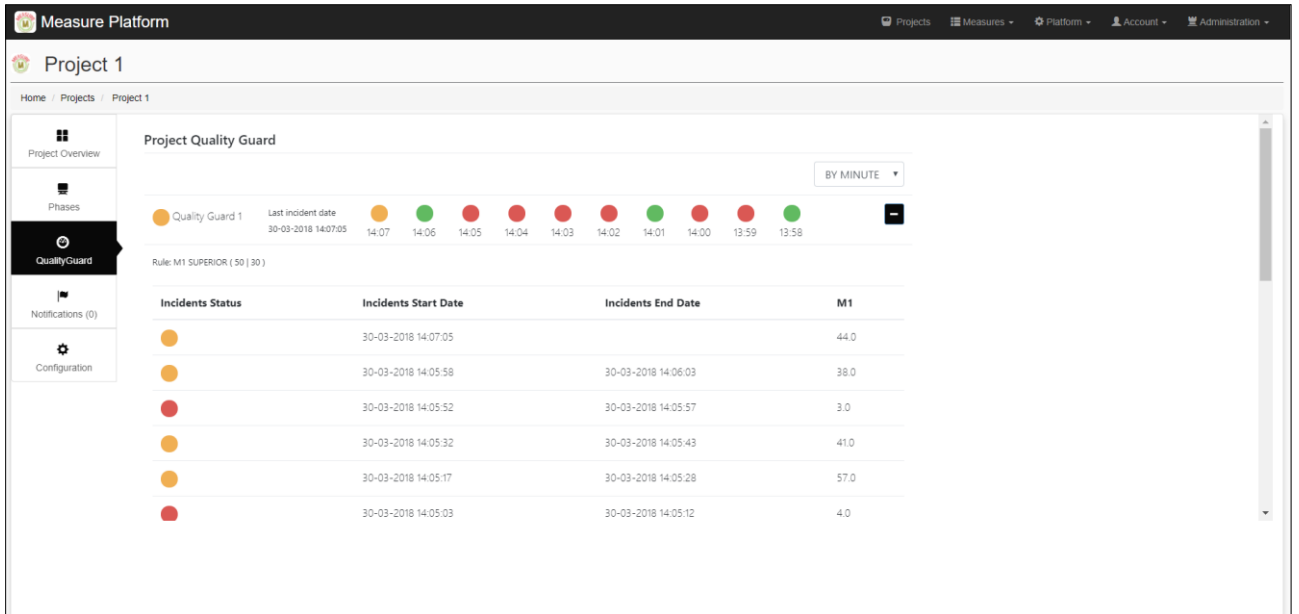 Measure Platform Projects Measures Platform Account Administration
Project 1
Home / Projects / Project 1
Project Overview
Phases
QualityGuard
Notifications (0)
Configuration
Project Quality Guard
BY MINUTE
Quality Guard 1
Last incident date
30-03-2018 14:07:05
14:07 14:06 14:05 14:04 14:03 14:02 14:01 14:00 13:59 13:58
Rule: M1 SUPERIOR ( 50 | 30 )
Incidents Status Incidents Start Date Incidents End Date M1
30-03-2018 14:07:05 44.0
30-03-2018 14:05:58 30-03-2018 14:06:03 38.0
30-03-2018 14:05:52 30-03-2018 14:05:57 3.0
30-03-2018 14:05:32 30-03-2018 14:05:43 41.0
30-03-2018 14:05:17 30-03-2018 14:05:28 57.0
30-03-2018 14:05:03 30-03-2018 14:05:12 4.0